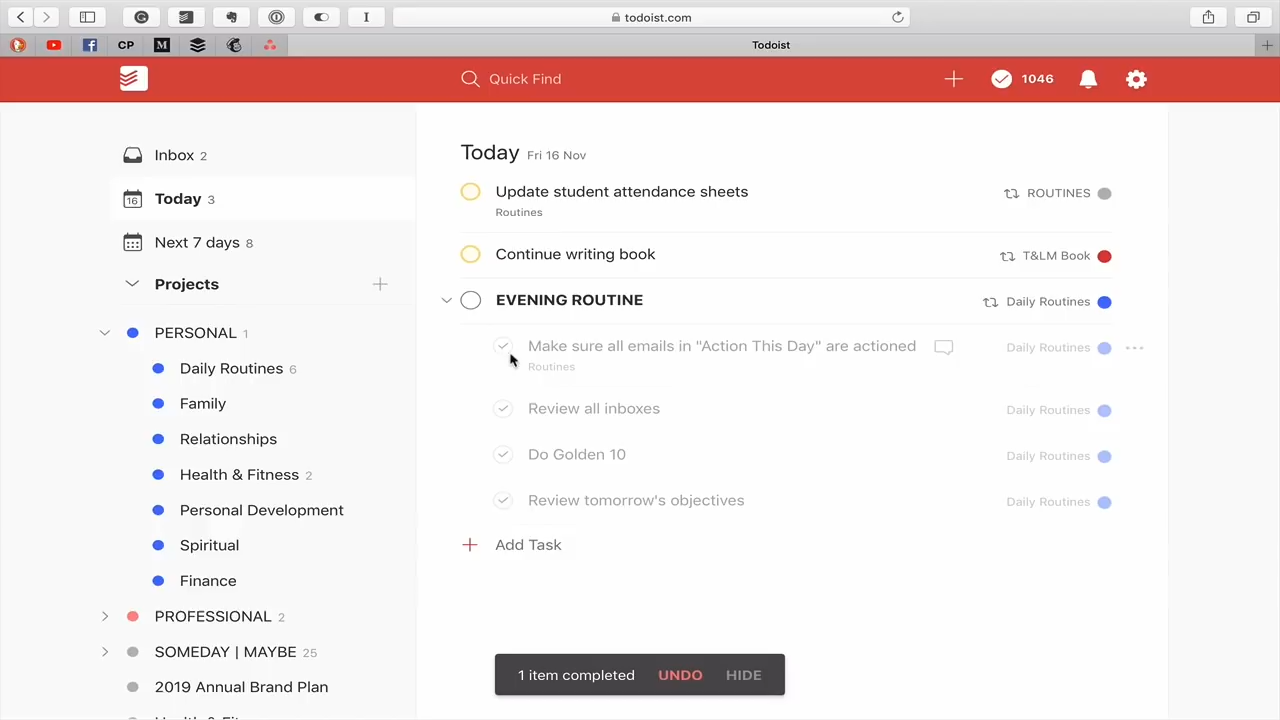 todoist.com
CP
M
Todoist
Quick Find
1046
Inbox 2
16
Today 3
Next 7 days 8
Projects
PERSONAL 1
Daily Routines 6
Family
Relationships
Health & Fitness 2
Personal Development
Spiritual
Finance
PROFESSIONAL 2
SOMEDAY | MAYBE 25
2019 Annual Brand Plan
Today Fri 16 Nov
Update student attendance sheets
ROUTINES
Routines
Continue writing book
T&LM Book
EVENING ROUTINE
Daily Routines
Make sure all emails in "Action This Day" are actioned
Daily Routines
Routines
Review all inboxes
Daily Routines
Do Golden 10
Daily Routines
Review tomorrow's objectives
Daily Routines
Add Task
1 item completed UNDO HIDE